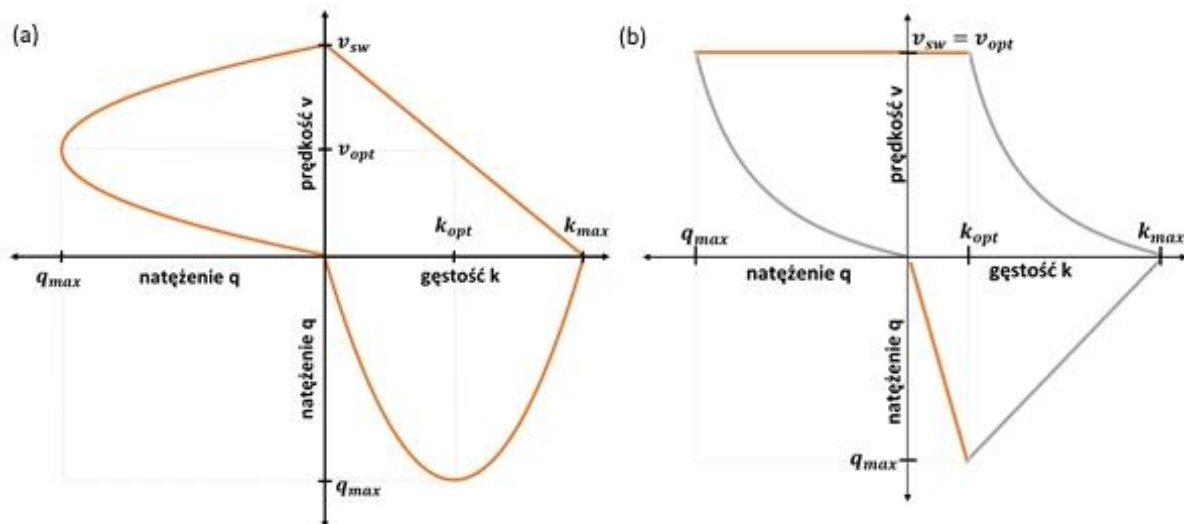 (a)
v_sw
prędkość v
v_opt
k_opt
k_max
q_max
natężenie q
gęstość k
natężenie q
q_max
(b)
v_sw = v_opt
prędkość v
q_max
k_opt
k_max
natężenie q
gęstość k
natężenie q
q_max